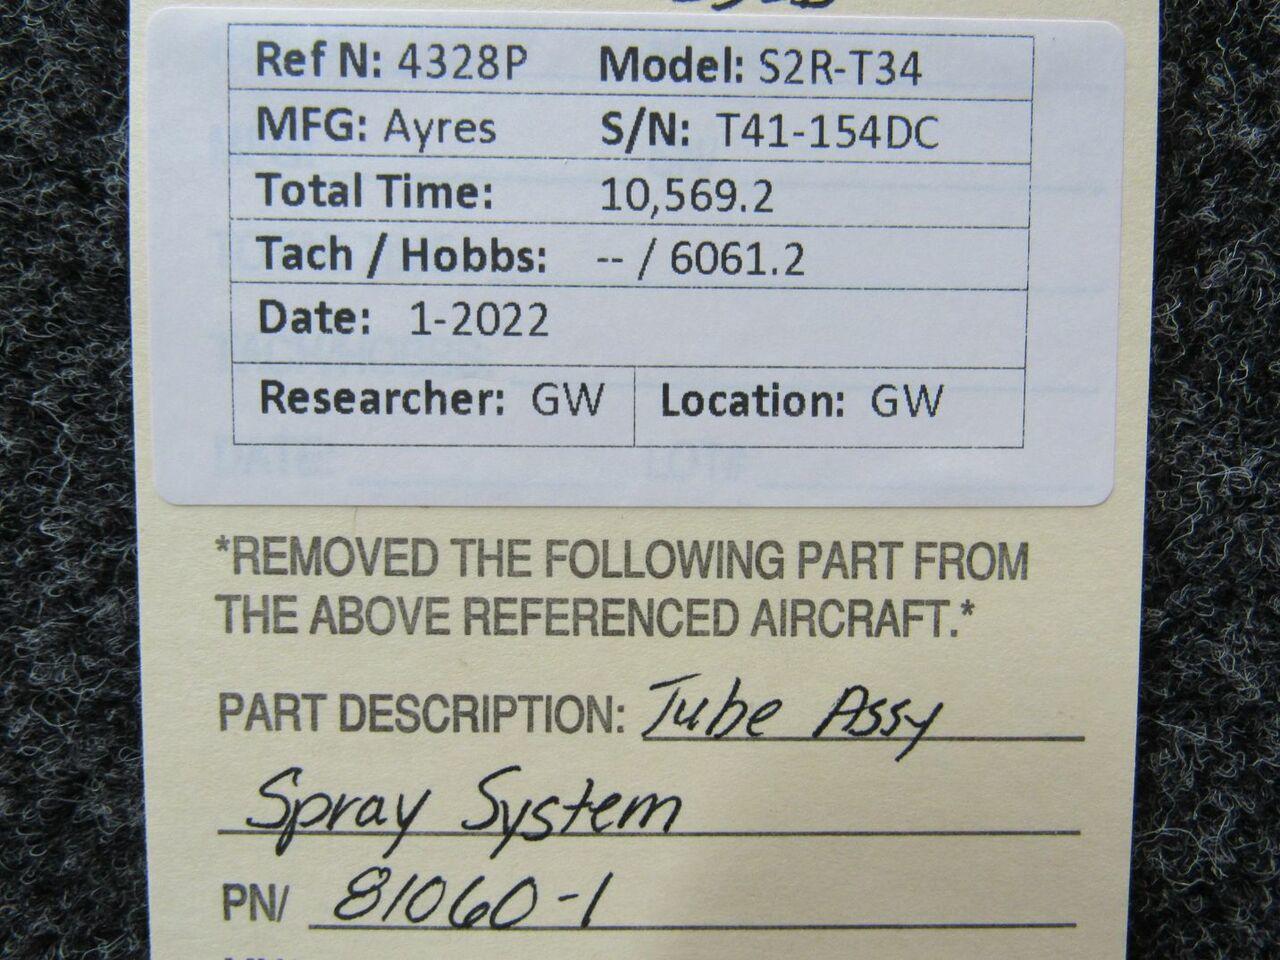 Ref N: 4328P Model: S2R-T34
MFG: Ayres S/N: T41-154DC
Total Time: 10,569.2
Tach / Hobbs: -- / 6061.2
Date: 1-2022
Researcher: GW Location: GW
*REMOVED THE FOLLOWING PART FROM
THE ABOVE REFERENCED AIRCRAFT.*
PART DESCRIPTION: Tube Assy
Spray System
PN/ 81060-1